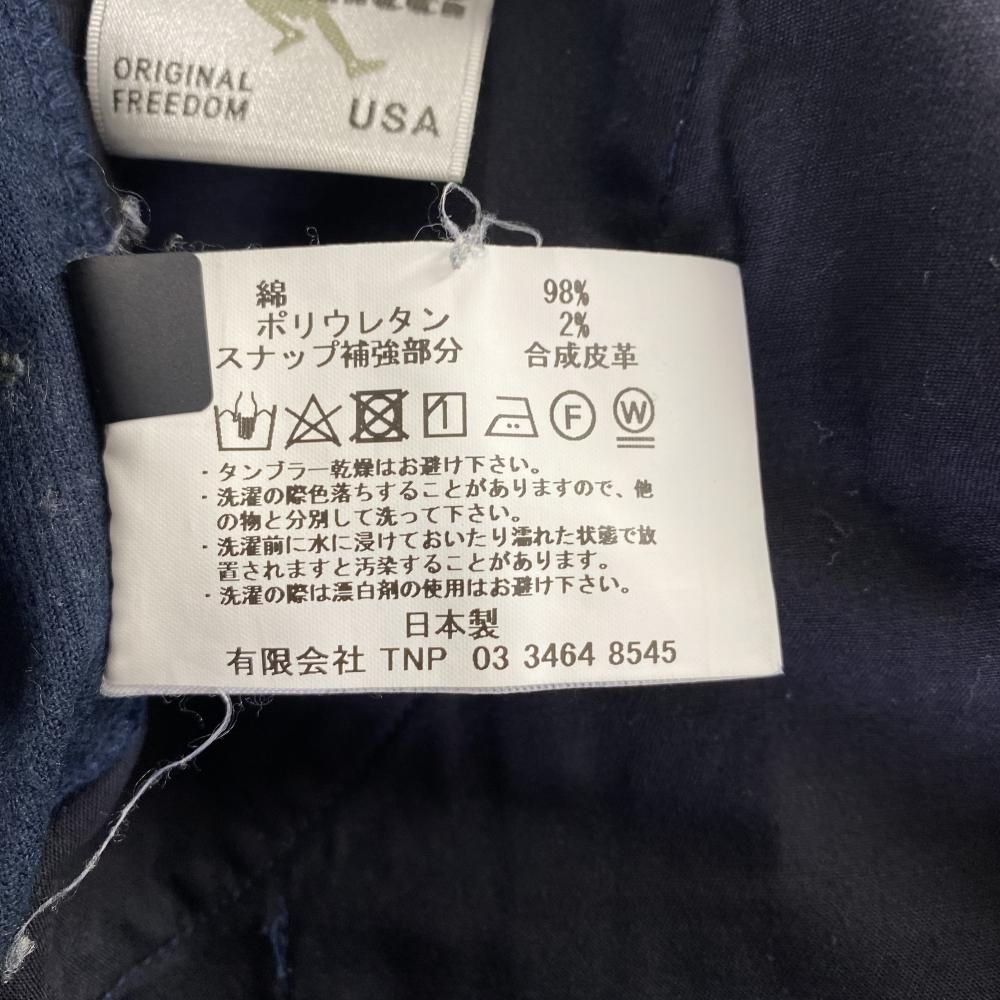 ORIGINAL
FREEDOM
USA
綿 98%
ポリウレタン 2%
スナップ補強部分 合成皮革
F W
・タンブラー乾燥はお避け下さい。
・洗濯の際色落ちすることがありますので、他
の物と分別して洗って下さい。
・洗濯前に水に浸けておいたり濡れた状態で放
置されますと汚染することがあります。
・洗濯の際は漂白剤の使用はお避け下さい。
日本製
有限会社 TNP 03 3464 8545